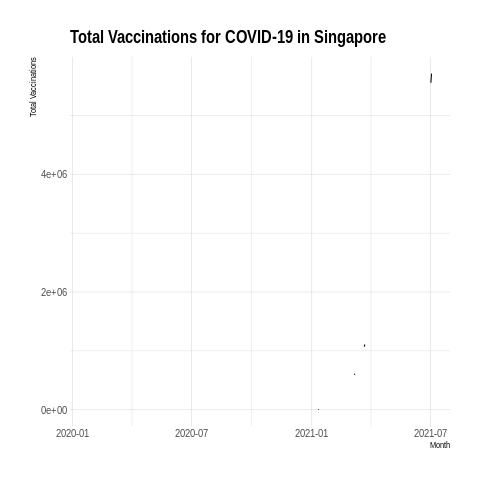 Total Vaccinations for COVID-19 in Singapore
Total Vaccinations
4e+06
2e+06
0e+00
2020-01 2020-07 2021-01 2021-07
Month